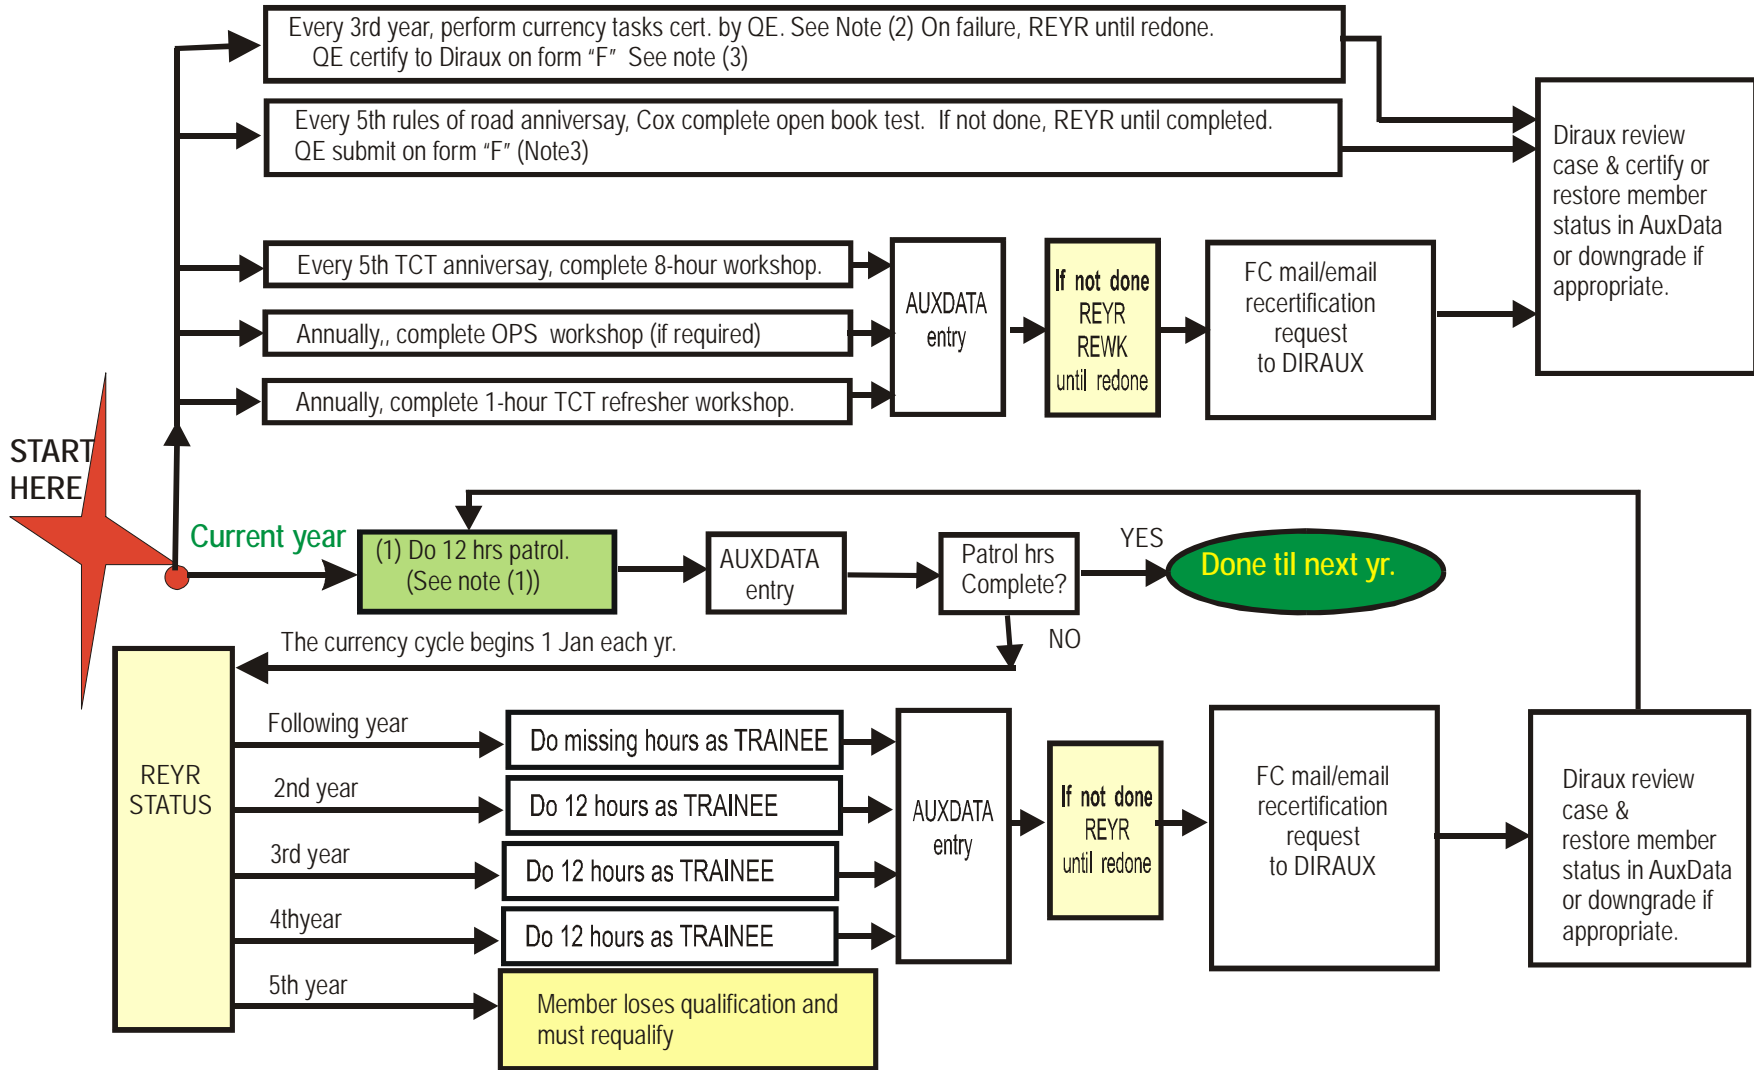 Every 3rd year, perform currency tasks cert. by QE. See Note (2) On failure, REYR until redone.
QE certify to Diraux on form “F” See note (3)
Every 5th rules of road anniversay, Cox complete open book test. If not done, REYR until completed.
QE submit on form “F” (Note3)
Diraux review
case & certify or
restore member
status in AuxData
or downgrade if
appropriate.
Every 5th TCT anniversay, complete 8-hour workshop.
Annually,, complete OPS workshop (if required)
Annually, complete 1-hour TCT refresher workshop.
AUXDATA
entry
If not done
REYR
REWK
until redone
FC mail/email
recertification
request
to DIRAUX
START
HERE
Current year
(1) Do 12 hrs patrol.
(See note (1))
AUXDATA
entry
Patrol hrs
Complete?
YES
Done til next yr.
NO
The currency cycle begins 1 Jan each yr.
REYR
STATUS
Following year
Do missing hours as TRAINEE
2nd year
Do 12 hours as TRAINEE
3rd year
Do 12 hours as TRAINEE
4thyear
Do 12 hours as TRAINEE
5th year
Member loses qualification and
must requalify
AUXDATA
entry
If not done
REYR
until redone
FC mail/email
recertification
request
to DIRAUX
Diraux review
case &
restore member
status in AuxData
or downgrade if
appropriate.